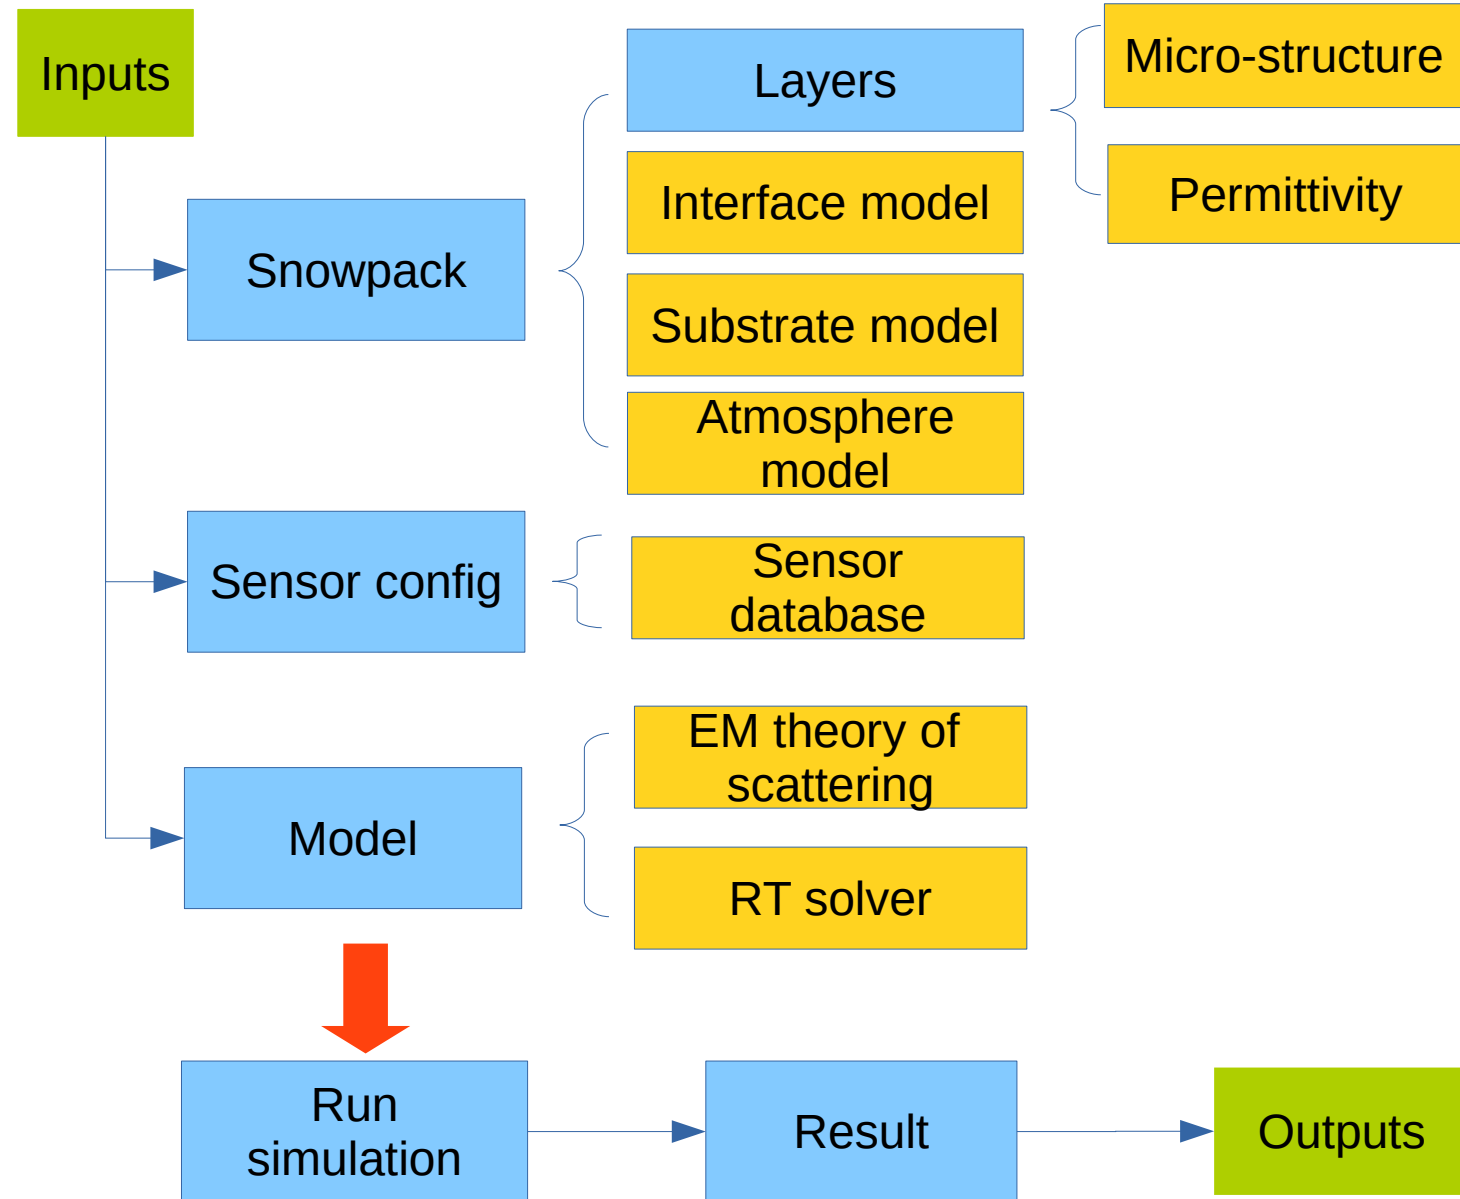 Inputs
Layers
Micro-structure
Interface model
Permittivity
Snowpack
Substrate model
Atmosphere
model
Sensor config
Sensor
database
EM theory of
scattering
Model
RT solver
Run
simulation
Result
Outputs